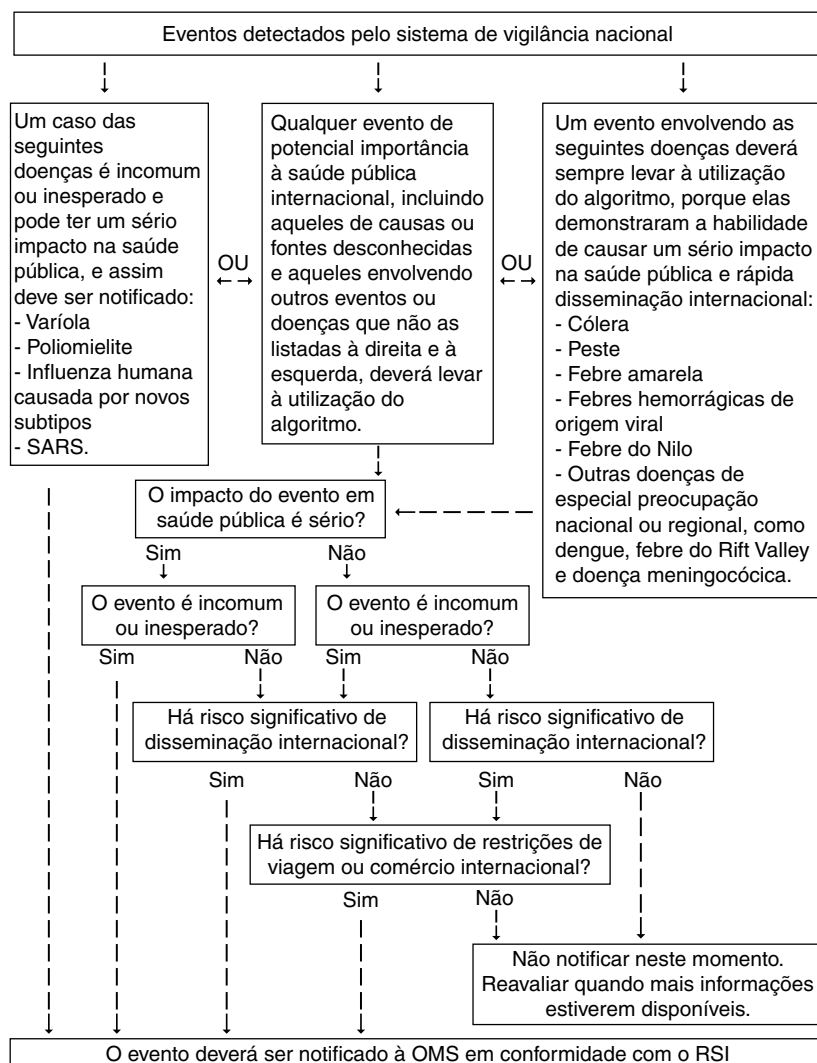 Eventos detectados pelo sistema de vigilância nacional
Um caso das
seguintes
doenças é incomum
ou inesperado e
pode ter um sério
impacto na saúde
pública, e assim
deve ser notificado:
- Varíola
- Poliomielite
- Influenza humana
causada por novos
subtipos
- SARS.
OU
Qualquer evento de
potencial importância
à saúde pública
internacional, incluindo
aqueles de causas ou
fontes desconhecidas
e aqueles envolvendo
outros eventos ou
doenças que não as
listadas à direita e à
esquerda, deverá levar
à utilização do
algoritmo.
OU
Um evento envolvendo as
seguintes doenças deverá
sempre levar à utilização
do algoritmo, porque elas
demonstraram a habilidade
de causar um sério impacto
na saúde pública e rápida
disseminação internacional:
- Cólera
- Peste
- Febre amarela
- Febres hemorrágicas de
origem viral
- Febre do Nilo
- Outras doenças de
especial preocupação
nacional ou regional, como
dengue, febre do Rift Valley
e doença meningocócica.
O impacto do evento em
saúde pública é sério?
Sim Não
O evento é incomum
ou inesperado?
O evento é incomum
ou inesperado?
Sim Não Sim Não
Há risco significativo de
disseminação internacional?
Há risco significativo de
disseminação internacional?
Sim Não Sim Não
Há risco significativo de restrições de
viagem ou comércio internacional?
Sim Não
Não notificar neste momento.
Reavaliar quando mais informações
estiverem disponíveis.
O evento deverá ser notificado à OMS em conformidade com o RSI